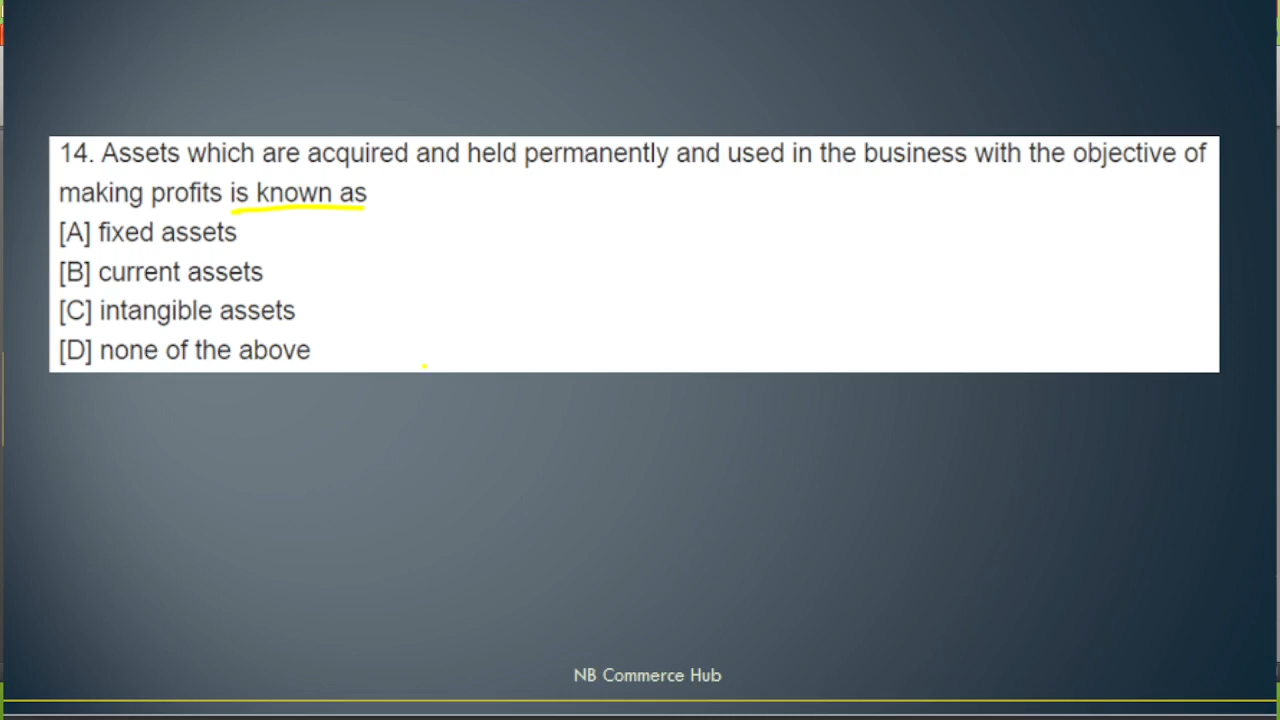 14. Assets which are acquired and held permanently and used in the business with the objective of
making profits is known as
[A] fixed assets
[B] current assets
[C] intangible assets
[D] none of the above
NB Commerce Hub